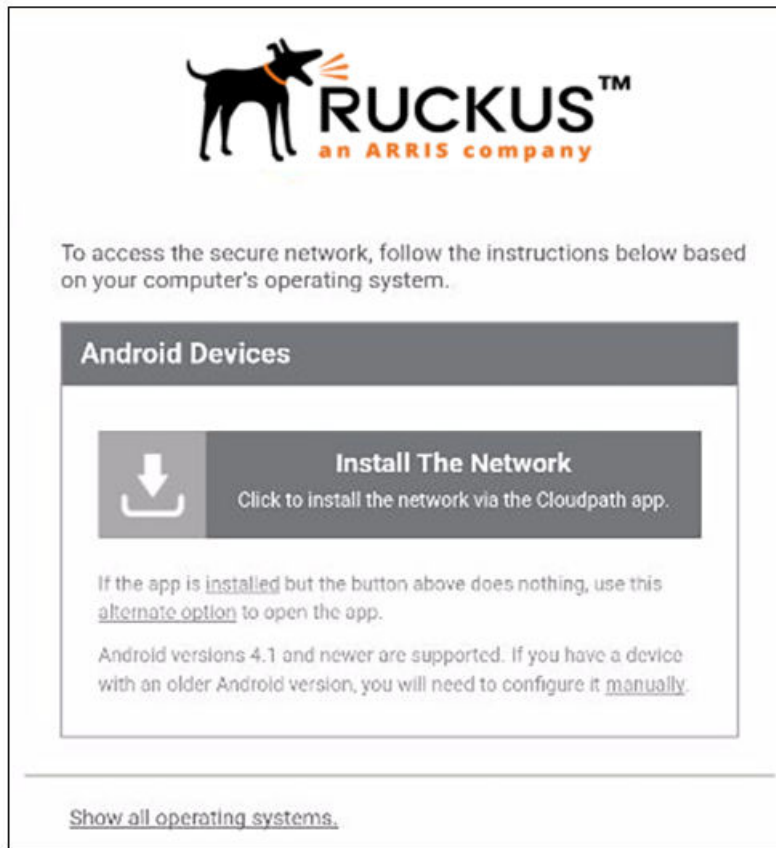 RUCKUS™
an ARRIS company
To access the secure network, follow the instructions below based
on your computer's operating system.
Android Devices
Install The Network
Click to install the network via the Cloudpath app.
If the app is installed but the button above does nothing, use this
alternate option to open the app.
Android versions 4.1 and newer are supported. If you have a device
with an older Android version, you will need to configure it manually.
Show all operating systems.